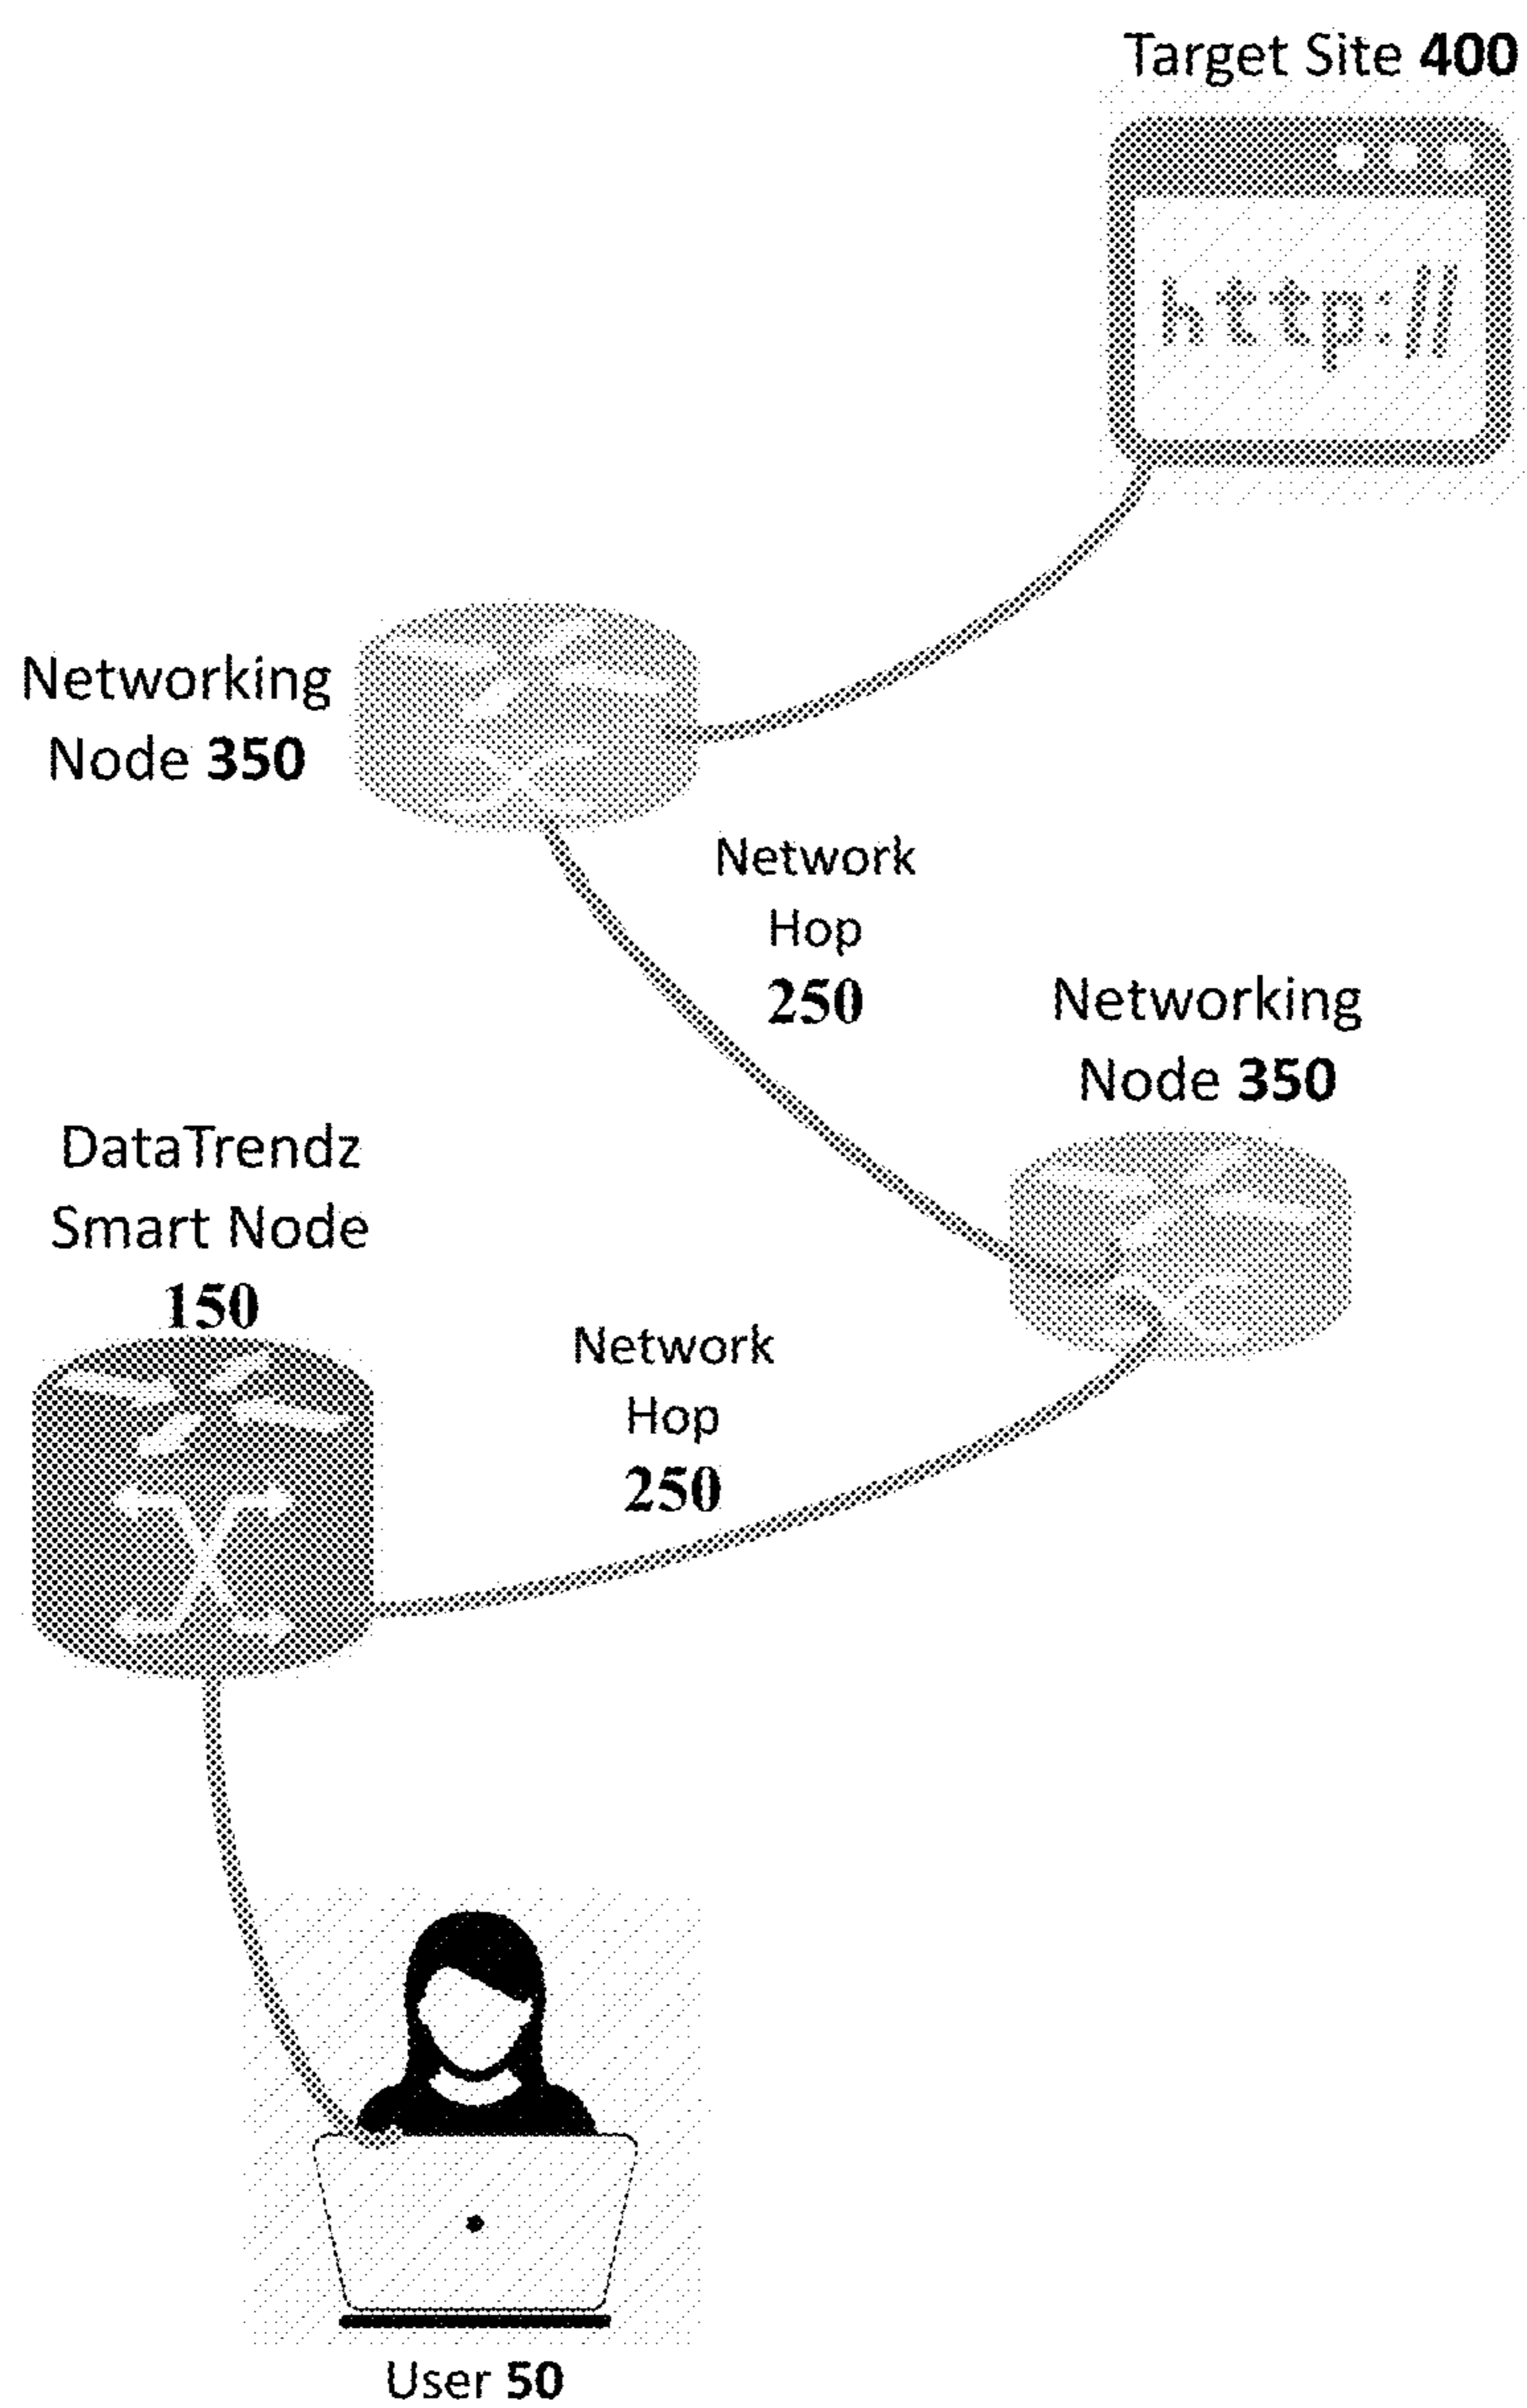 Target Site 400
http://
Networking
Node 350
Network
Hop
250
Networking
Node 350
DataTrendz
Smart Node
150
Network
Hop
250
User 50